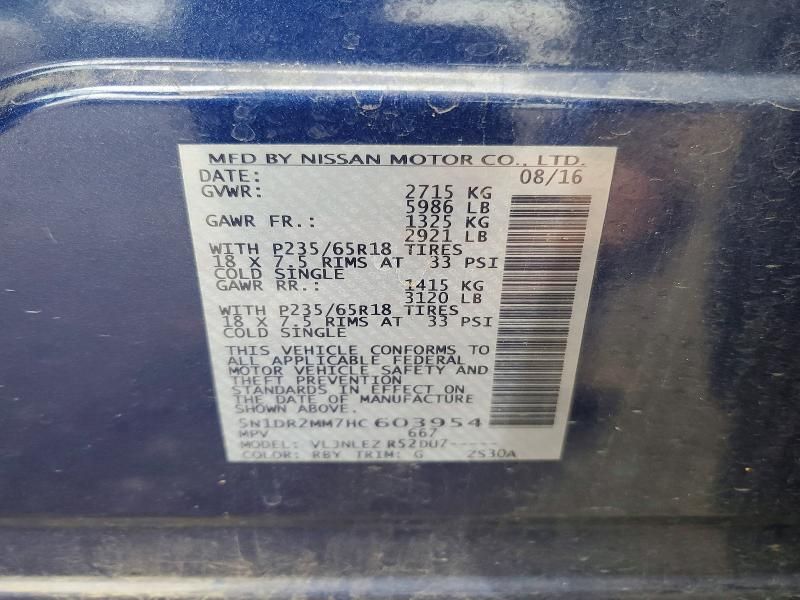 MFD BY NISSAN MOTOR CO., LTD.
DATE: 08/16
GVWR: 2715 KG
5986 LB
GAWR FR.: 1325 KG
2921 LB
WITH P235/65R18 TIRES
18 X 7.5 RIMS AT 33 PSI
COLD SINGLE
GAWR RR.: 1415 KG
3120 LB
WITH P235/65R18 TIRES
18 X 7.5 RIMS AT 33 PSI
COLD SINGLE
THIS VEHICLE CONFORMS TO
ALL APPLICABLE FEDERAL
MOTOR VEHICLE SAFETY AND
THEFT PREVENTION
STANDARDS IN EFFECT ON
THE DATE OF MANUFACTURE
SHOWN ABOVE.
5N1DR2MM7HC 603954
MPV 667
MODEL: VLJNLEZ R52DU7-----
COLOR: RBY TRIM: G 2S30A